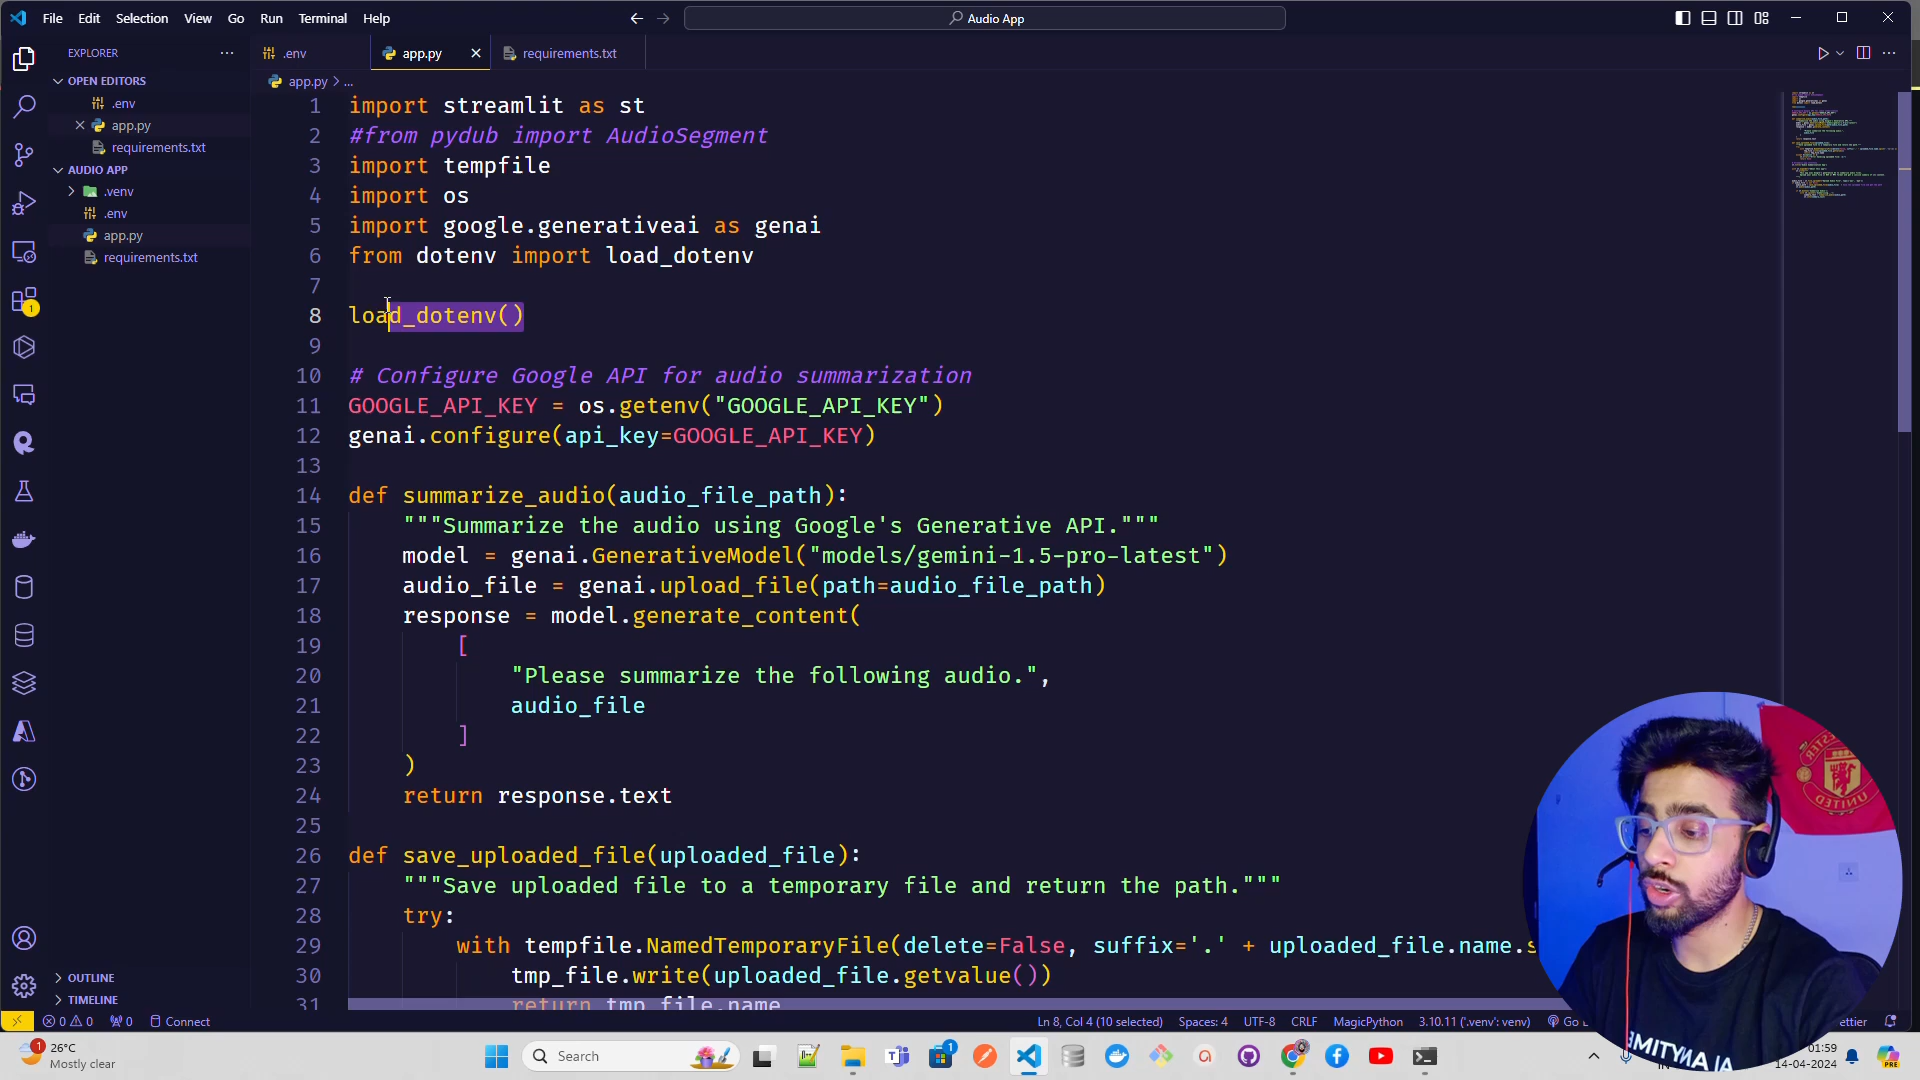 File Edit Selection View Go Run Terminal Help
Audio App
EXPLORER
OPEN EDITORS
.env
app.py
requirements.txt
AUDIO APP
.venv
.env
app.py
requirements.txt
OUTLINE
TIMELINE
.env
app.py
requirements.txt
app.py > ...
1 import streamlit as st
2 #from pydub import AudioSegment
3 import tempfile
4 import os
5 import google.generativeai as genai
6 from dotenv import load_dotenv
7
8 load_dotenv()
9
10 # Configure Google API for audio summarization
11 GOOGLE_API_KEY = os.getenv("GOOGLE_API_KEY")
12 genai.configure(api_key=GOOGLE_API_KEY)
13
14 def summarize_audio(audio_file_path):
15 """Summarize the audio using Google's Generative API."""
16 model = genai.GenerativeModel("models/gemini-1.5-pro-latest")
17 audio_file = genai.upload_file(path=audio_file_path)
18 response = model.generate_content(
19 [
20 "Please summarize the following audio.",
21 audio_file
22 ]
23 )
24 return response.text
25
26 def save_uploaded_file(uploaded_file):
27 """Save uploaded file to a temporary file and return the path."""
28 try:
29 with tempfile.NamedTemporaryFile(delete=False, suffix='.' + uploaded_file.name.s
30 tmp_file.write(uploaded_file.getvalue())
31 return tmp_file.name
0 0 0 Connect
Ln 8, Col 4 (10 selected) Spaces: 4 UTF-8 CRLF MagicPython 3.10.11 ('.venv': venv) Go
26°C
Mostly clear
Search
01:59
14-04-2024
UNITED
AI ANYTIME